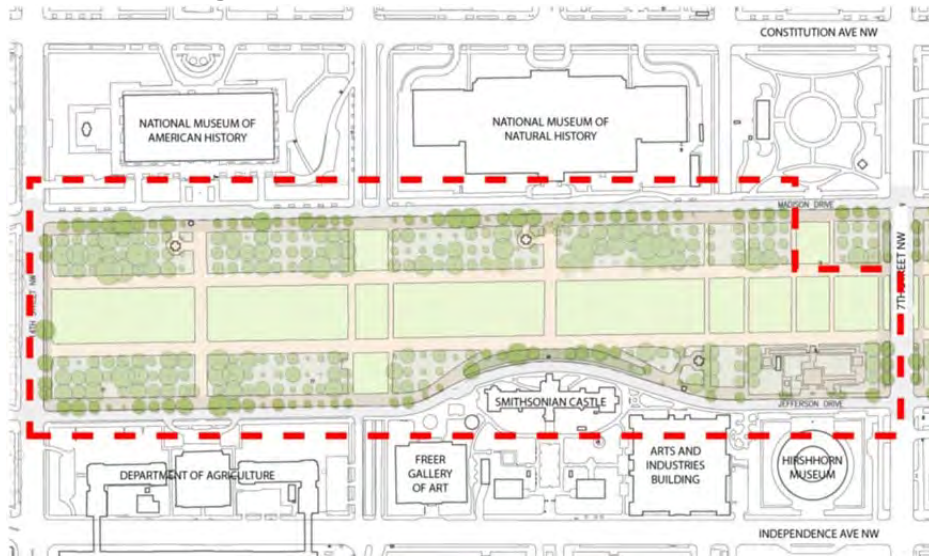 CONSTITUTION AVE NW
NATIONAL MUSEUM OF
AMERICAN HISTORY
NATIONAL MUSEUM OF
NATURAL HISTORY
MADISON DRIVE
7TH STREET NW
SMITHSONIAN CASTLE
JEFFERSON DRIVE
DEPARTMENT OF AGRICULTURE
FREER
GALLERY
OF ART
ARTS AND
INDUSTRIES
BUILDING
HIRSHHORN
MUSEUM
INDEPENDENCE AVE NW